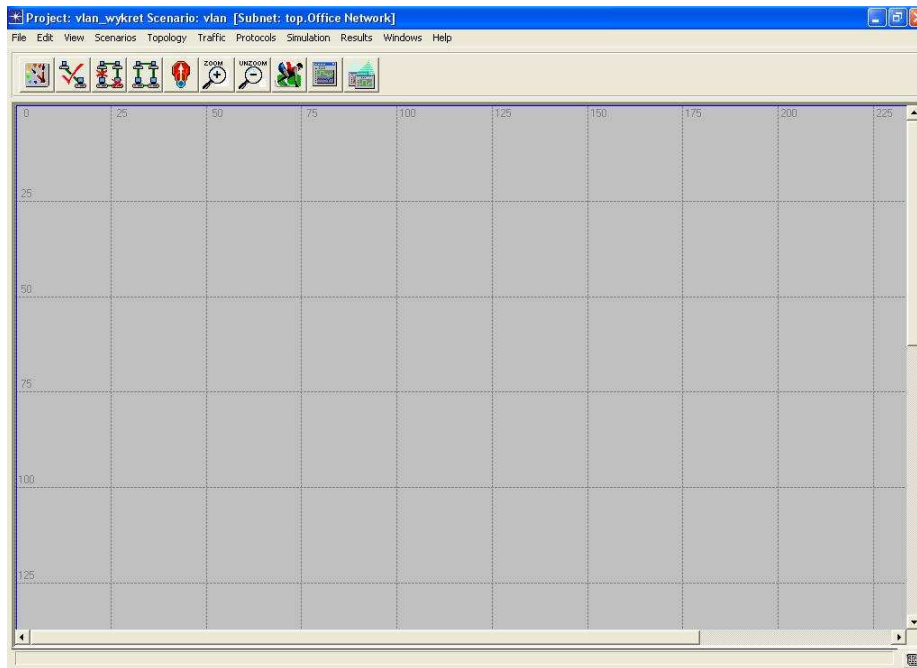 Project: vlan_wykret Scenario: vlan [Subnet: top.Office Network]
File Edit View Scenarios Topology Traffic Protocols Simulation Results Windows Help
ZOOM UNZOOM
0 25 50 75 100 125 150 175 200 225
25
50
75
100
125